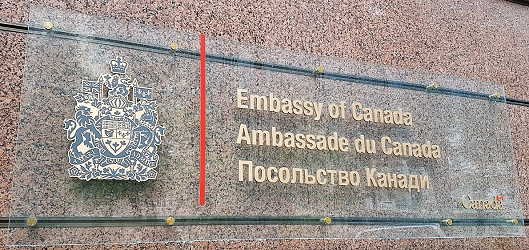 Embassy of Canada
Ambassade du Canada
Посольство Канади
Canada